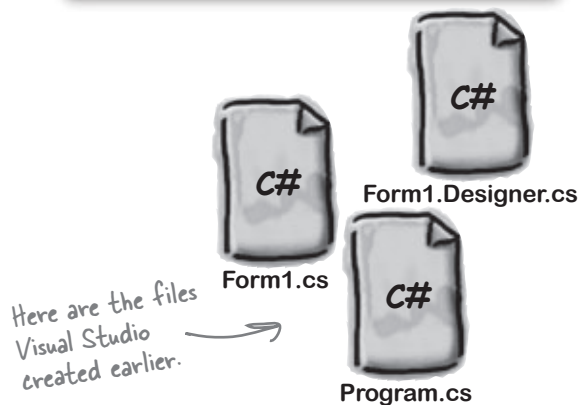 C#
Form1.Designer.cs
C#
Form1.cs
C#
Program.cs
Here are the files
Visual Studio
created earlier.